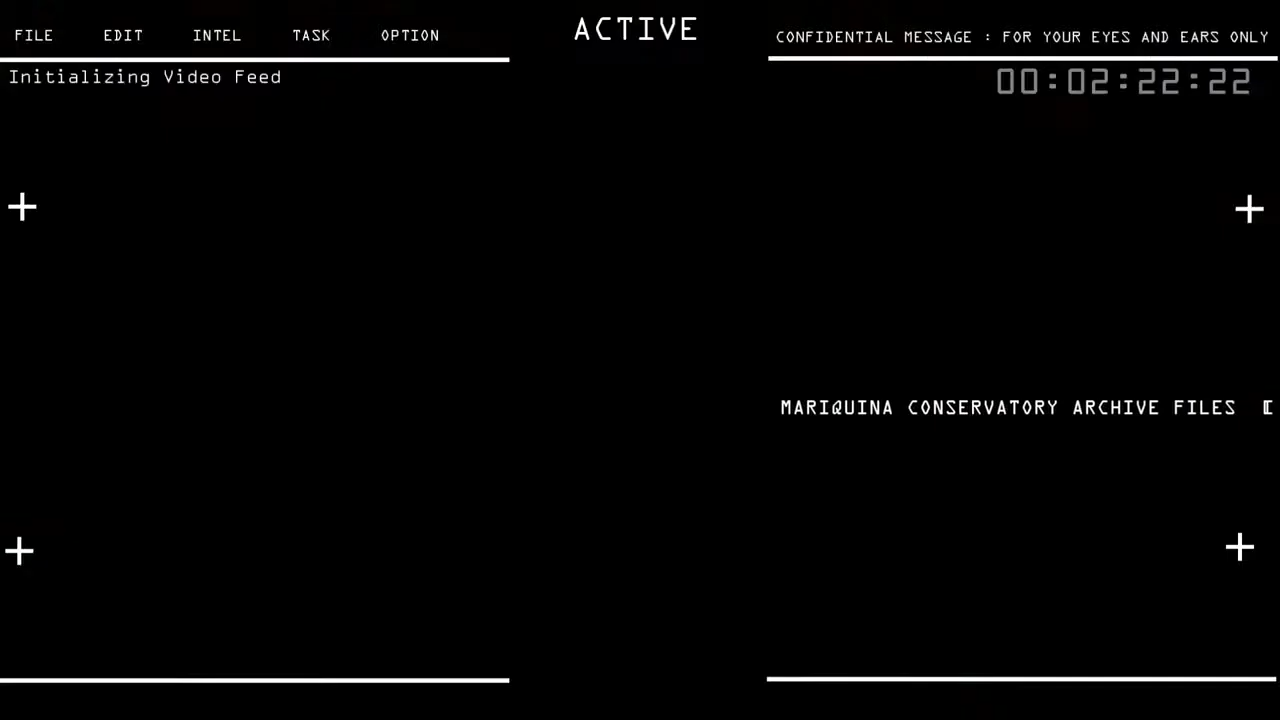 FILE EDIT INTEL TASK OPTION
ACTIVE
CONFIDENTIAL MESSAGE : FOR YOUR EYES AND EARS ONLY
Initializing Video Feed
00:02:22:22
MARIQUINA CONSERVATORY ARCHIVE FILES